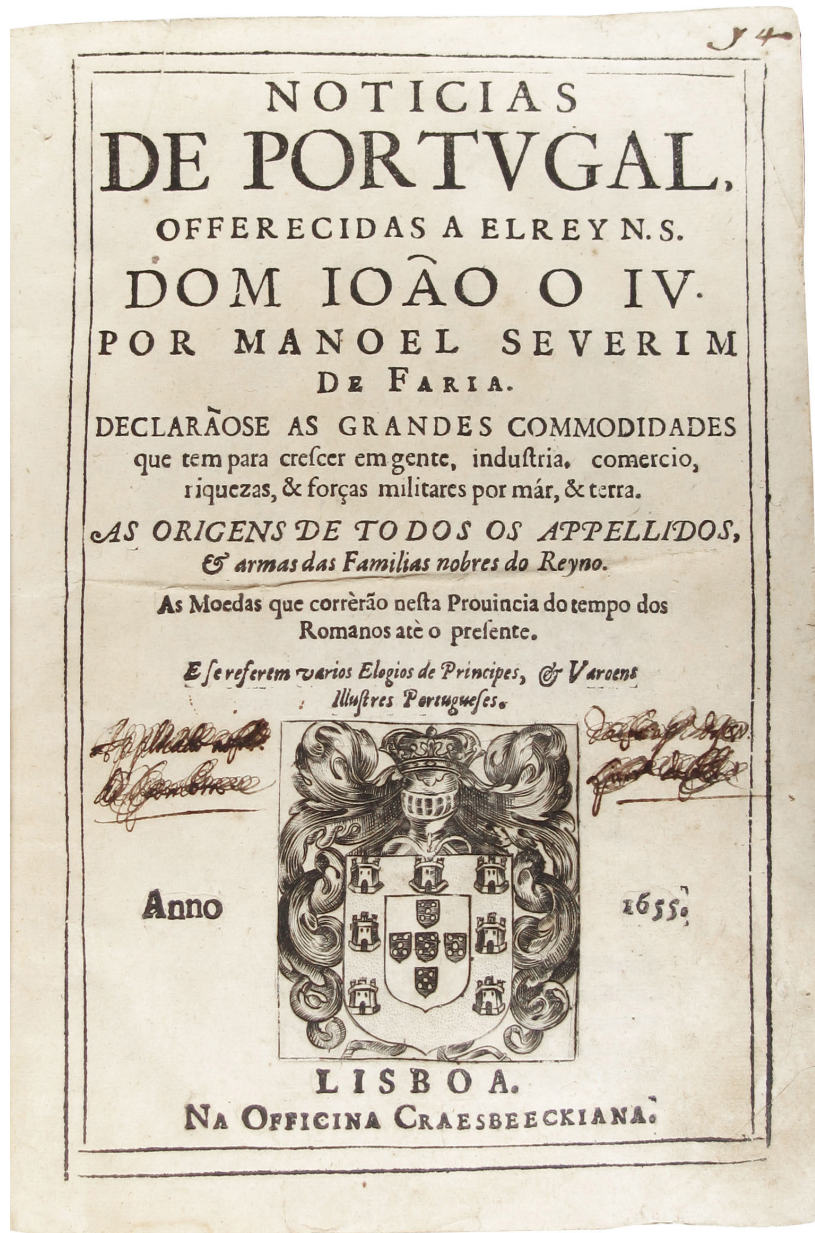 y 4
NOTICIAS
DE PORTVGAL,
OFFERECIDAS A ELREY N. S.
DOM IOÃO O IV.
POR MANOEL SEVERIM
DE FARIA.
DECLARÃOSE AS GRANDES COMMODIDADES
que tem para creſcer em gente, induſtria, comercio,
riquezas, & forças militares por már, & terra.
AS ORIGENS DE TODOS OS APPELLIDOS,
& armas das Familias nobres do Reyno.
As Moedas que corrèrão neſta Prouincia do tempo dos
Romanos atè o preſente.
E ſe referem varios Elogios de Principes, & Varoens
Illuſtres Portugueſes.
Anno 1655.
LISBOA.
NA OFFICINA CRAESBEECKIANA.